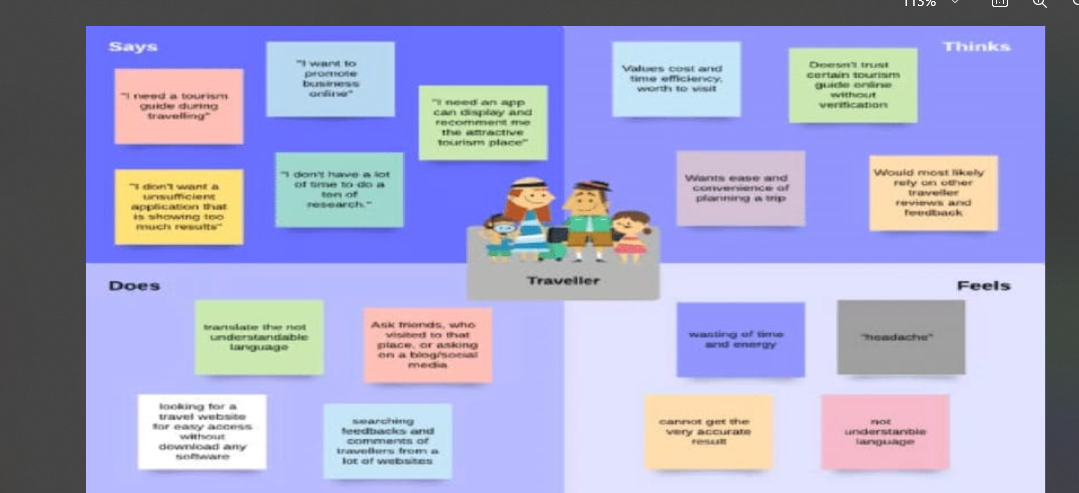 113%
Says
"I need a tourism
guide during
travelling"
"I want to
promote
business
online"
"I need an app
can display and
recomment me
the attractive
tourism place"
"I don't want a
unsufficient
application that
is showing too
much results"
"I don't have a lot
of time to do a
ton of
research."
Thinks
Values cost and
time efficiency,
worth to visit
Doesn't trust
certain tourism
guide online
without
verification
Wants ease and
convenience of
planning a trip
Would most likely
rely on other
traveller
reviews and
feedback
Traveller
Does
translate the not
understandable
language
Ask friends, who
visited to that
place, or asking
on a blog/social
media
looking for a
travel website
for easy access
without
download any
software
searching
feedbacks and
comments of
travellers from a
lot of websites
Feels
wasting of time
and energy
"headache"
cannot get the
very accurate
result
not
understanble
language